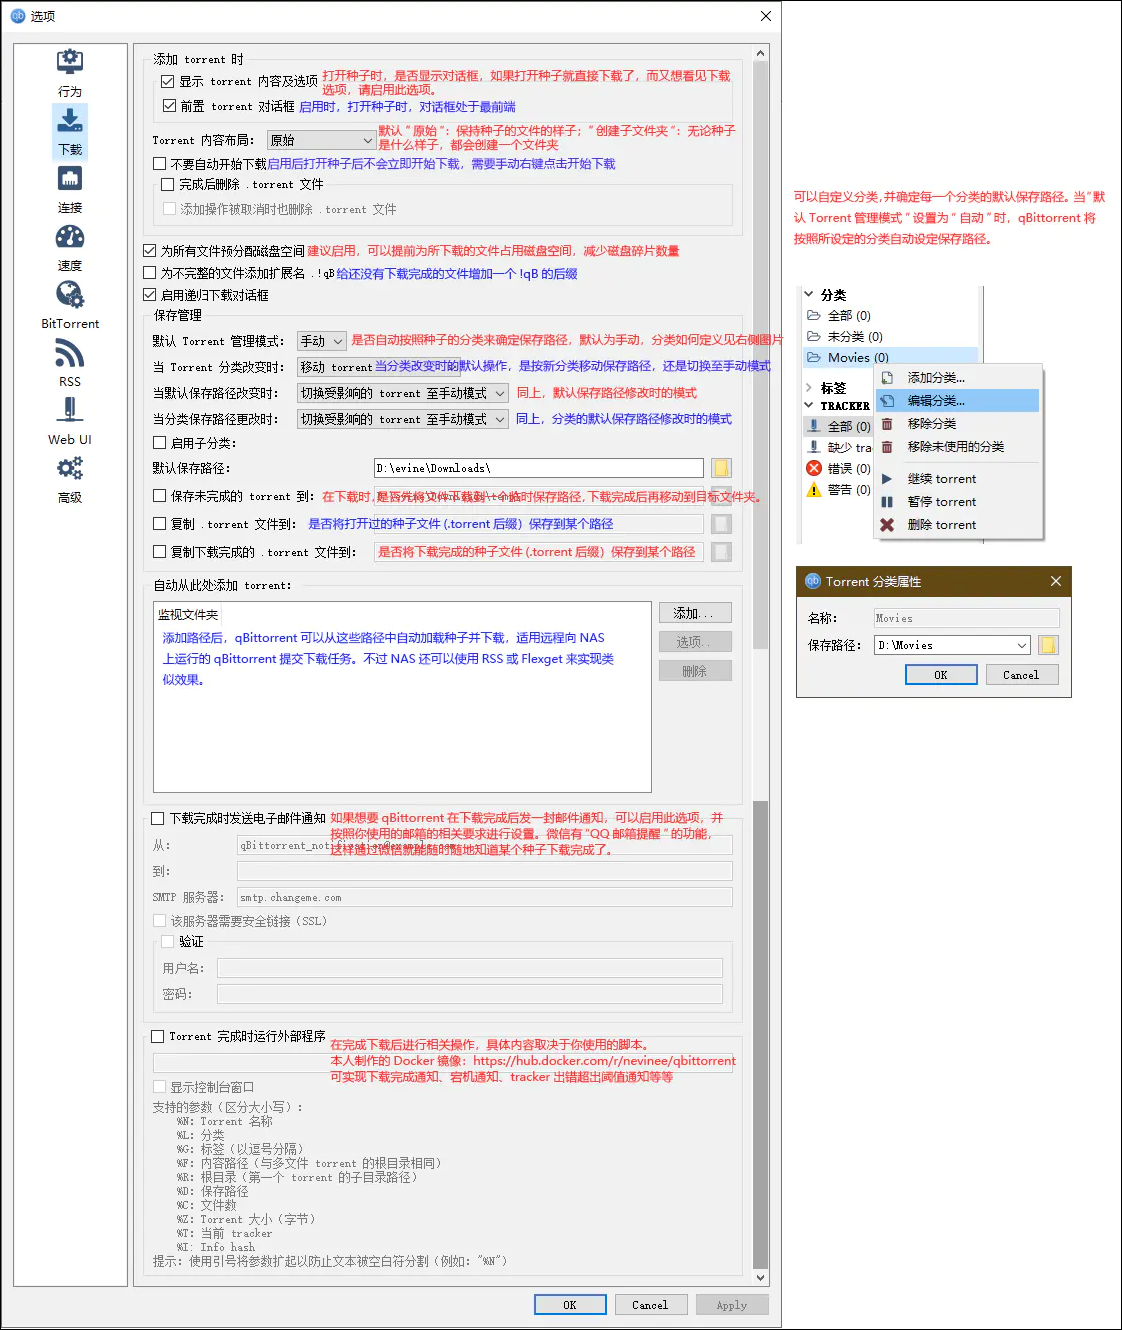 选项
行为
下载
连接
速度
BitTorrent
RSS
Web UI
高级
添加 torrent 时
显示 torrent 内容及选项
打开种子时，是否显示对话框，如果打开种子就直接下载了，而又想看见下载
选项，请启用此选项。
前置 torrent 对话框 启用时，打开种子时，对话框处于最前端
Torrent 内容布局： 原始
默认 " 原始 "：保持种子的文件的样子；" 创建子文件夹 "：无论种子
是什么样子，都会创建一个文件夹
不要自动开始下载 启用后打开种子后不会立即开始下载，需要手动右键点击开始下载
完成后删除 .torrent 文件
添加操作被取消时也删除 .torrent 文件
为所有文件预分配磁盘空间 建议启用，可以提前为所下载的文件占用磁盘空间，减少磁盘碎片数量
为不完整的文件添加扩展名 .!qB 给还没有下载完成的文件增加一个 !qB 的后缀
启用递归下载对话框
保存管理
默认 Torrent 管理模式： 手动 是否自动按照种子的分类来确定保存路径，默认为手动，分类如何定义见右侧图片
当 Torrent 分类改变时： 移动 torrent 当分类改变时的默认操作，是按新分类移动保存路径，还是切换至手动模式
当默认保存路径改变时： 切换受影响的 torrent 至手动模式 同上，默认保存路径修改时的模式
当分类保存路径更改时： 切换受影响的 torrent 至手动模式 同上，分类的默认保存路径修改时的模式
启用子分类：
默认保存路径： D:\evine\Downloads\
保存未完成的 torrent 到： 在下载时，是否先将文件下载到一个临时保存路径，下载完成后再移动到目标文件夹。
复制 .torrent 文件到： 是否将打开过的种子文件 (.torrent 后缀）保存到某个路径
复制下载完成的 .torrent 文件到： 是否将下载完成的种子文件 (.torrent 后缀）保存到某个路径
自动从此处添加 torrent：
监视文件夹
添加路径后，qBittorrent 可以从这些路径中自动加载种子并下载，适用远程向 NAS
上运行的 qBittorrent 提交下载任务。不过 NAS 还可以使用 RSS 或 Flexget 来实现类
似效果。
添加...
选项..
删除
下载完成时发送电子邮件通知
如果想要 qBittorrent 在下载完成后发一封邮件通知，可以启用此选项，并
按照你使用的邮箱的相关要求进行设置。微信有 "QQ 邮箱提醒 " 的功能，
这样通过微信就能随时随地知道某个种子下载完成了。
从： qBittorrent_notification@example.com
到：
SMTP 服务器： smtp.changeme.com
该服务器需要安全链接（SSL）
验证
用户名：
密码：
Torrent 完成时运行外部程序
在完成下载后进行相关操作，具体内容取决于你使用的脚本。
本人制作的 Docker 镜像：https://hub.docker.com/r/nevinee/qbittorrent
可实现下载完成通知、宕机通知、tracker 出错超出阈值通知等等
显示控制台窗口
支持的参数（区分大小写）：
%N：Torrent 名称
%L：分类
%G：标签（以逗号分隔）
%F：内容路径（与多文件 torrent 的根目录相同）
%R：根目录（第一个 torrent 的子目录路径）
%D：保存路径
%C：文件数
%Z：Torrent 大小（字节）
%T：当前 tracker
%I：Info hash
提示：使用引号将参数扩起以防止文本被空白符分割（例如："%N"）
OK
Cancel
Apply
可以自定义分类，并确定每一个分类的默认保存路径。当 " 默
认 Torrent 管理模式 " 设置为 " 自动 " 时，qBittorrent 将
按照所设定的分类自动设定保存路径。
分类
全部 (0)
未分类 (0)
Movies (0)
标签
TRACKER
全部 (0)
缺少 tra
错误 (0)
警告 (0)
添加分类...
编辑分类...
移除分类
移除未使用的分类
继续 torrent
暂停 torrent
删除 torrent
Torrent 分类属性
名称： Movies
保存路径： D:\Movies
OK
Cancel